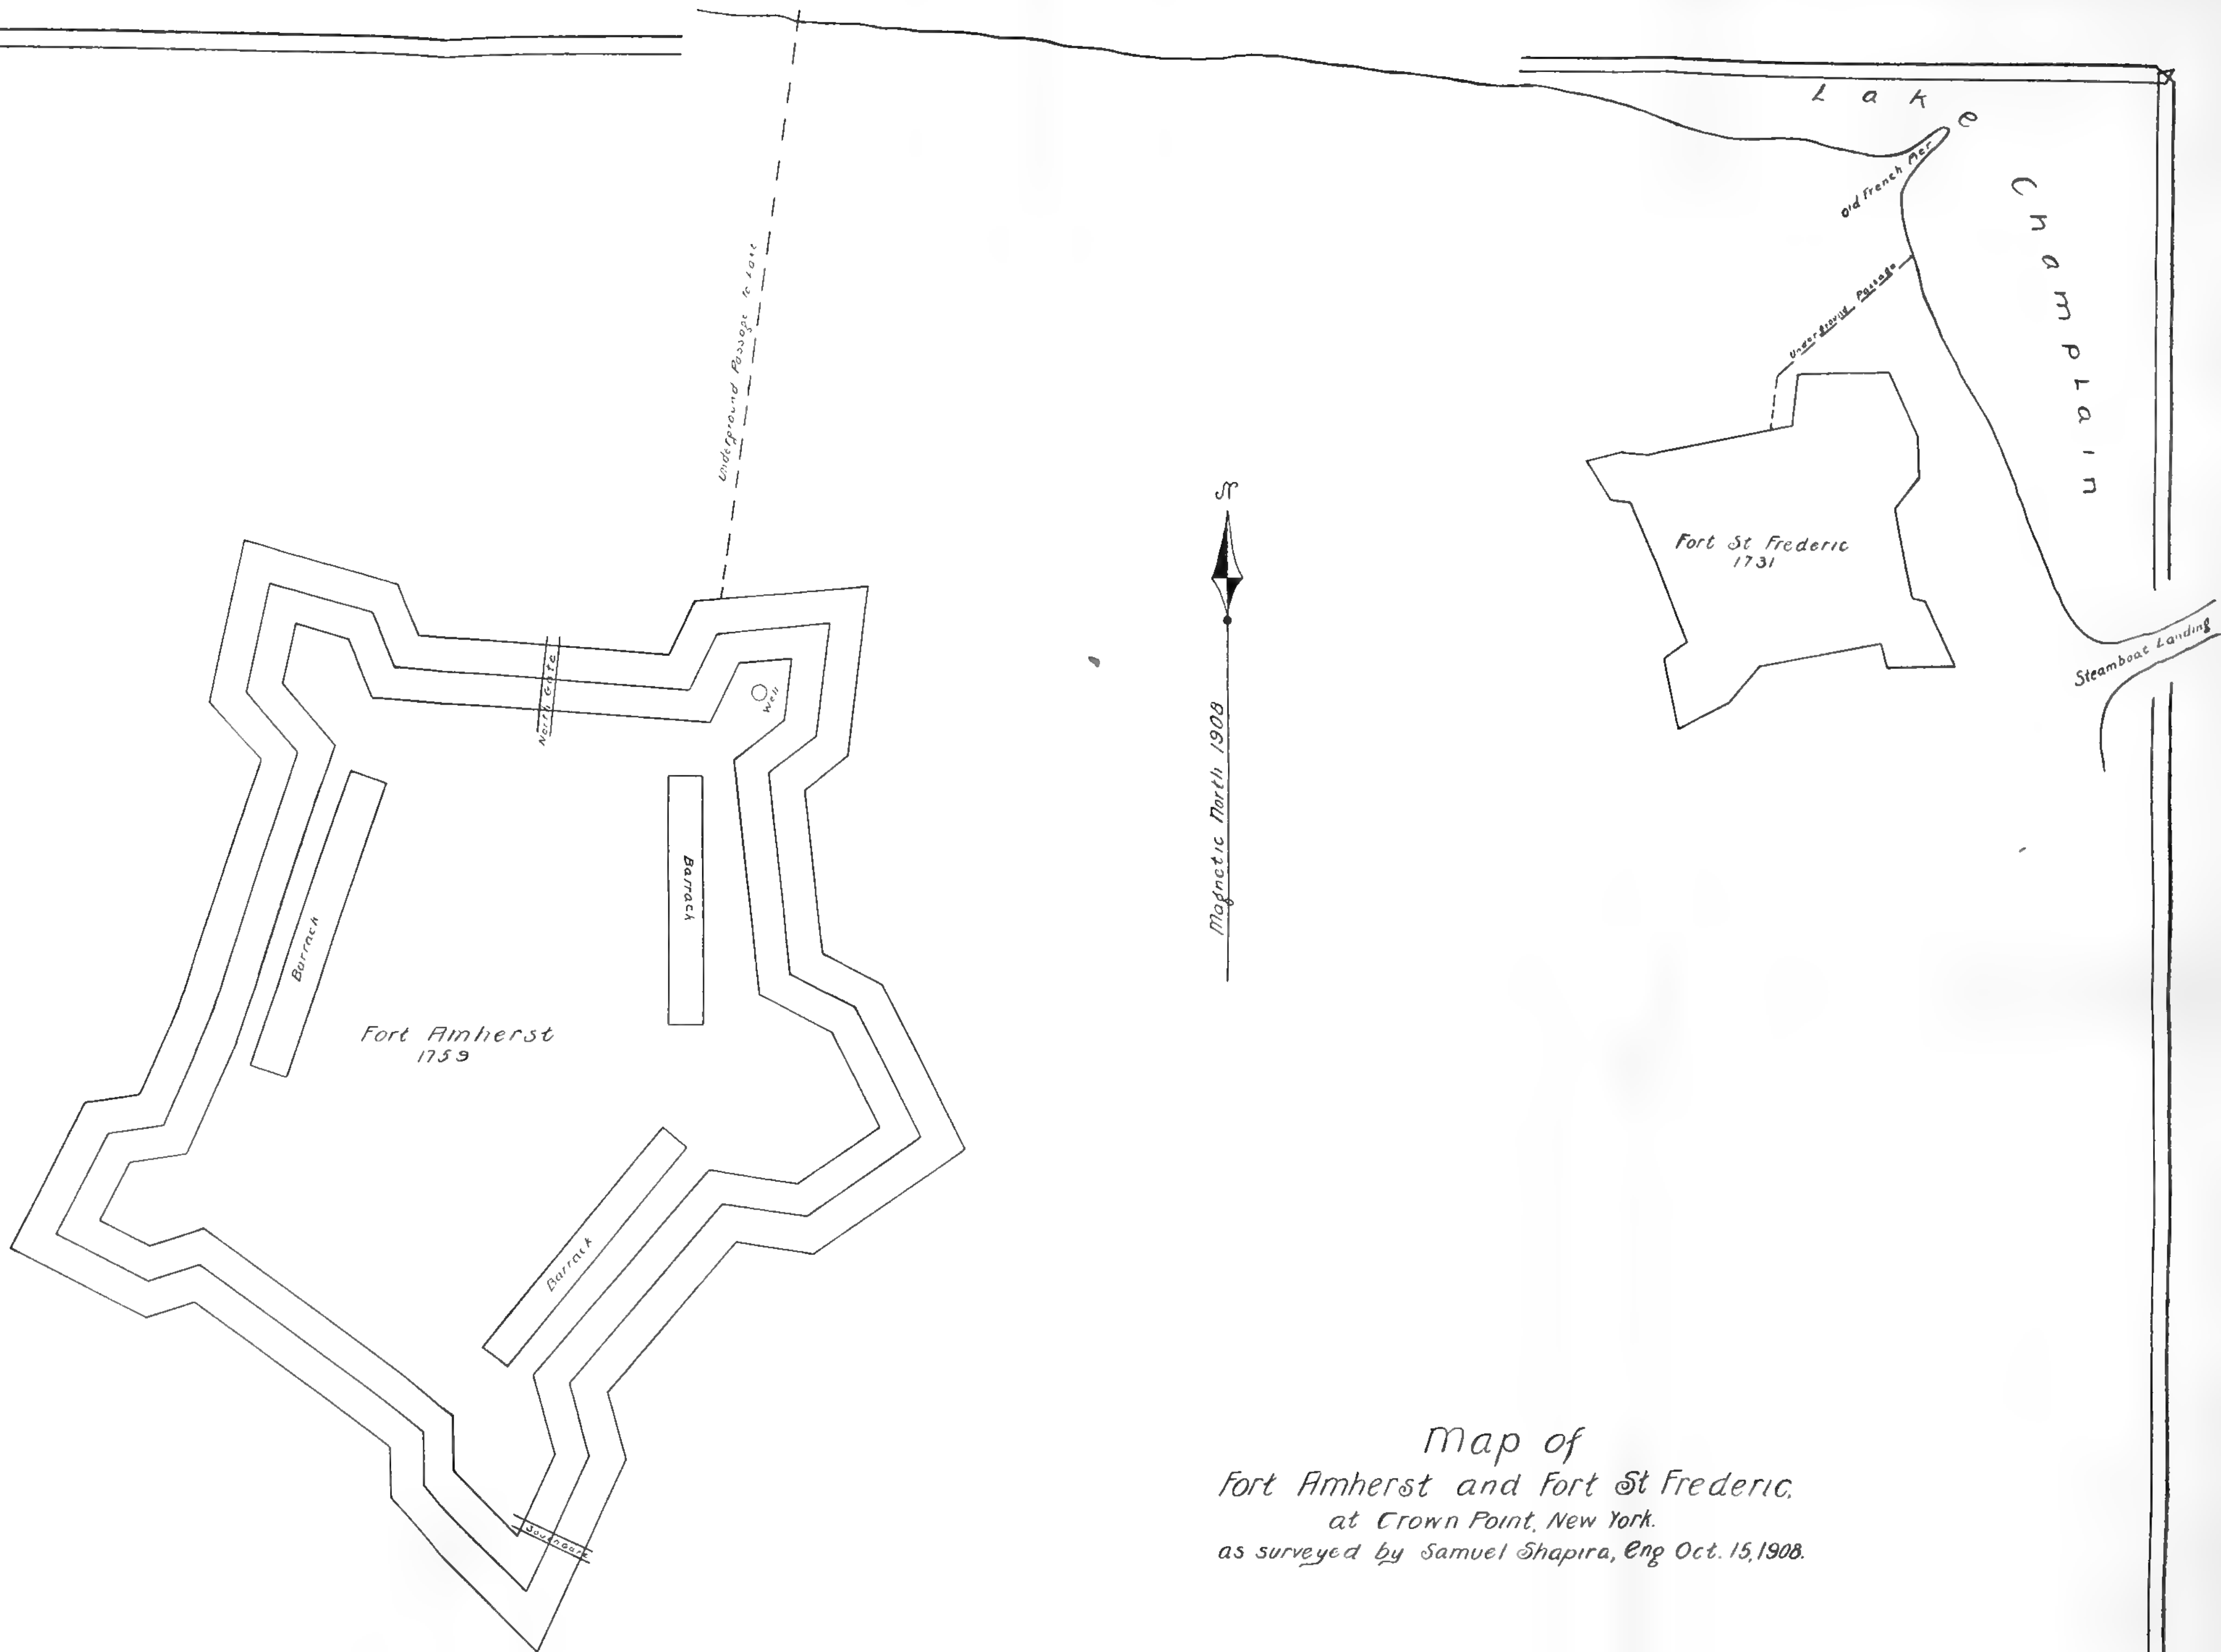 Lake
Champlain
Old French Pier
Underground Passage
Underground Passage to Lake
Fort St Frederic
1731
Steamboat Landing
N
Magnetic North 1908
North Gate
Well
Barrack
Barrack
Fort Amherst
1759
Barrack
Map of
Fort Amherst and Fort St Frederic.
at Crown Point, New York.
as surveyed by Samuel Shapira, Eng Oct. 15, 1908.